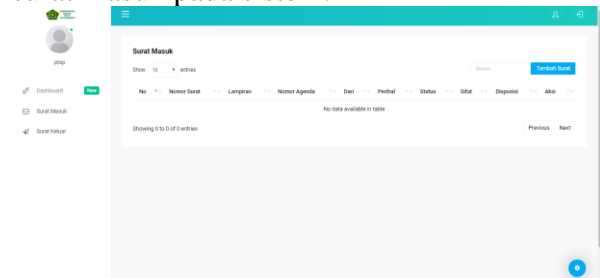 ptsp
Dashboard New
Surat Masuk
Surat Keluar
Surat Masuk
Show 10 entries
Search
Tambah Surat
No Nomor Surat Lampiran Nomor Agenda Dari Perihal Status Sifat Disposisi Aksi
No data available in table
Showing 0 to 0 of 0 entries
Previous Next